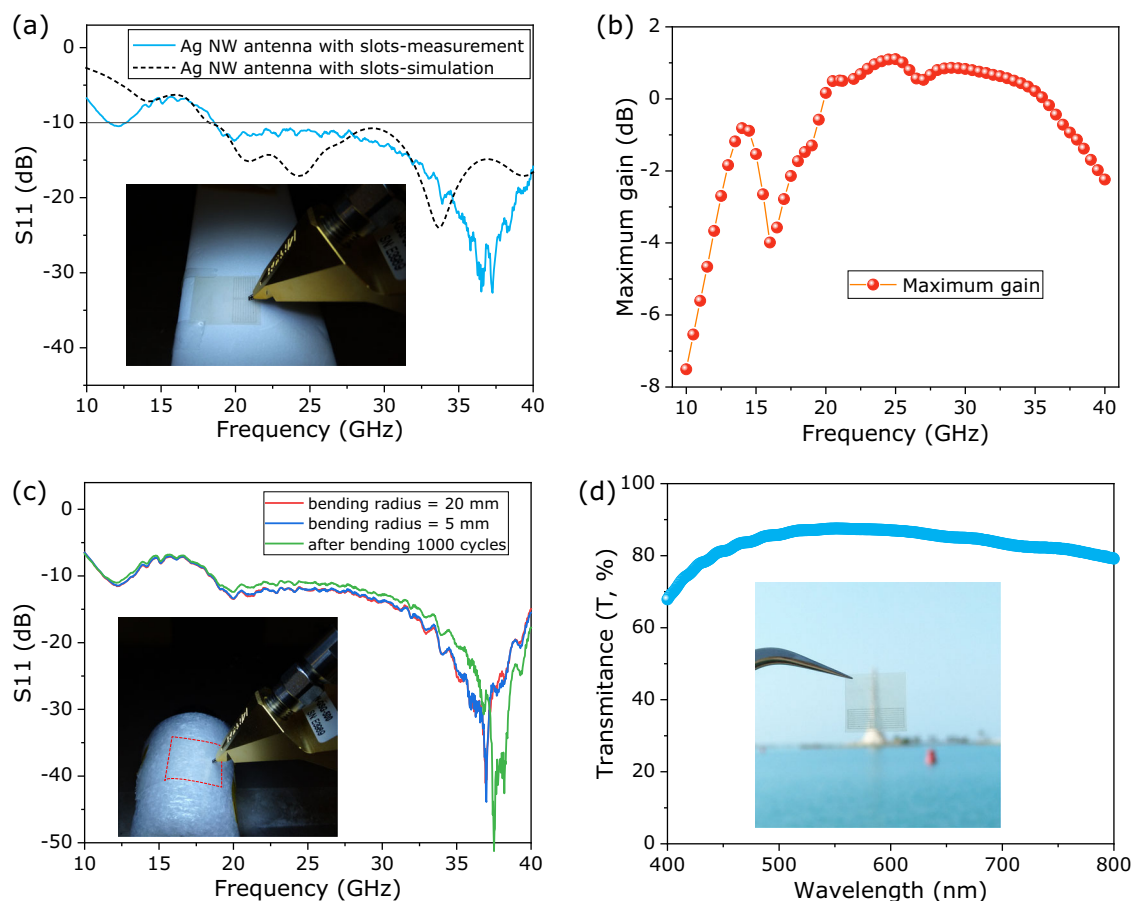 (a)
Ag NW antenna with slots-measurement
Ag NW antenna with slots-simulation
0
-10
-20
-30
-40
S11 (dB)
10 15 20 25 30 35 40
Frequency (GHz)
(b)
2
0
-2
-4
-6
-8
Maximum gain (dB)
Maximum gain
10 15 20 25 30 35 40
Frequency (GHz)
(c)
bending radius = 20 mm
bending radius = 5 mm
after bending 1000 cycles
0
-10
-20
-30
-40
-50
S11 (dB)
10 15 20 25 30 35 40
Frequency (GHz)
(d)
100
80
60
40
20
0
Transmitance (T, %)
400 500 600 700 800
Wavelength (nm)